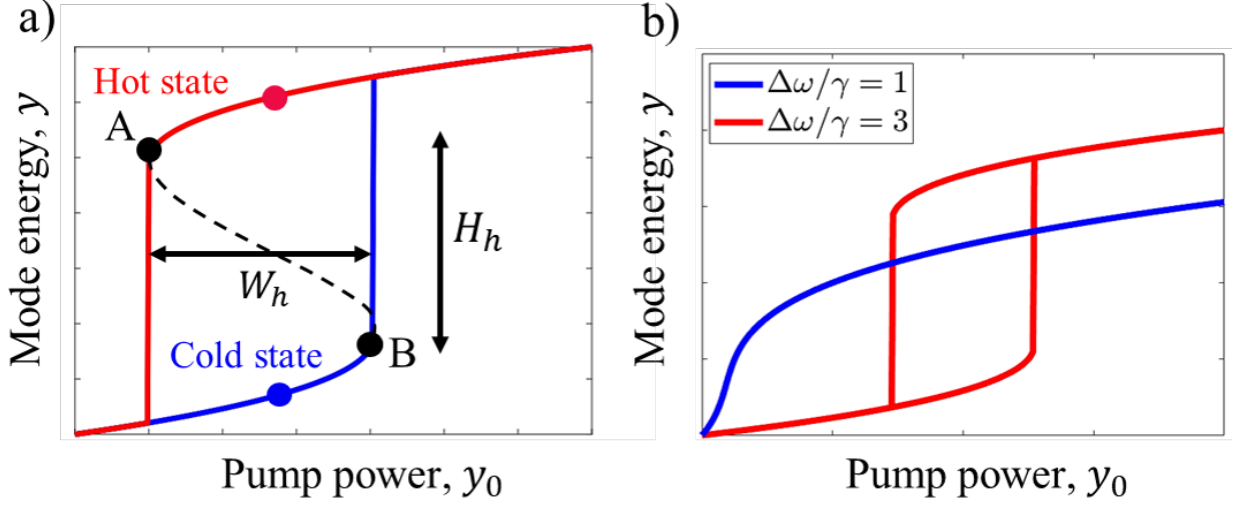 a)
Hot state
A
H_h
W_h
Cold state
B
Mode energy, y
Pump power, y_0
b)
Δω/γ = 1
Δω/γ = 3
Mode energy, y
Pump power, y_0